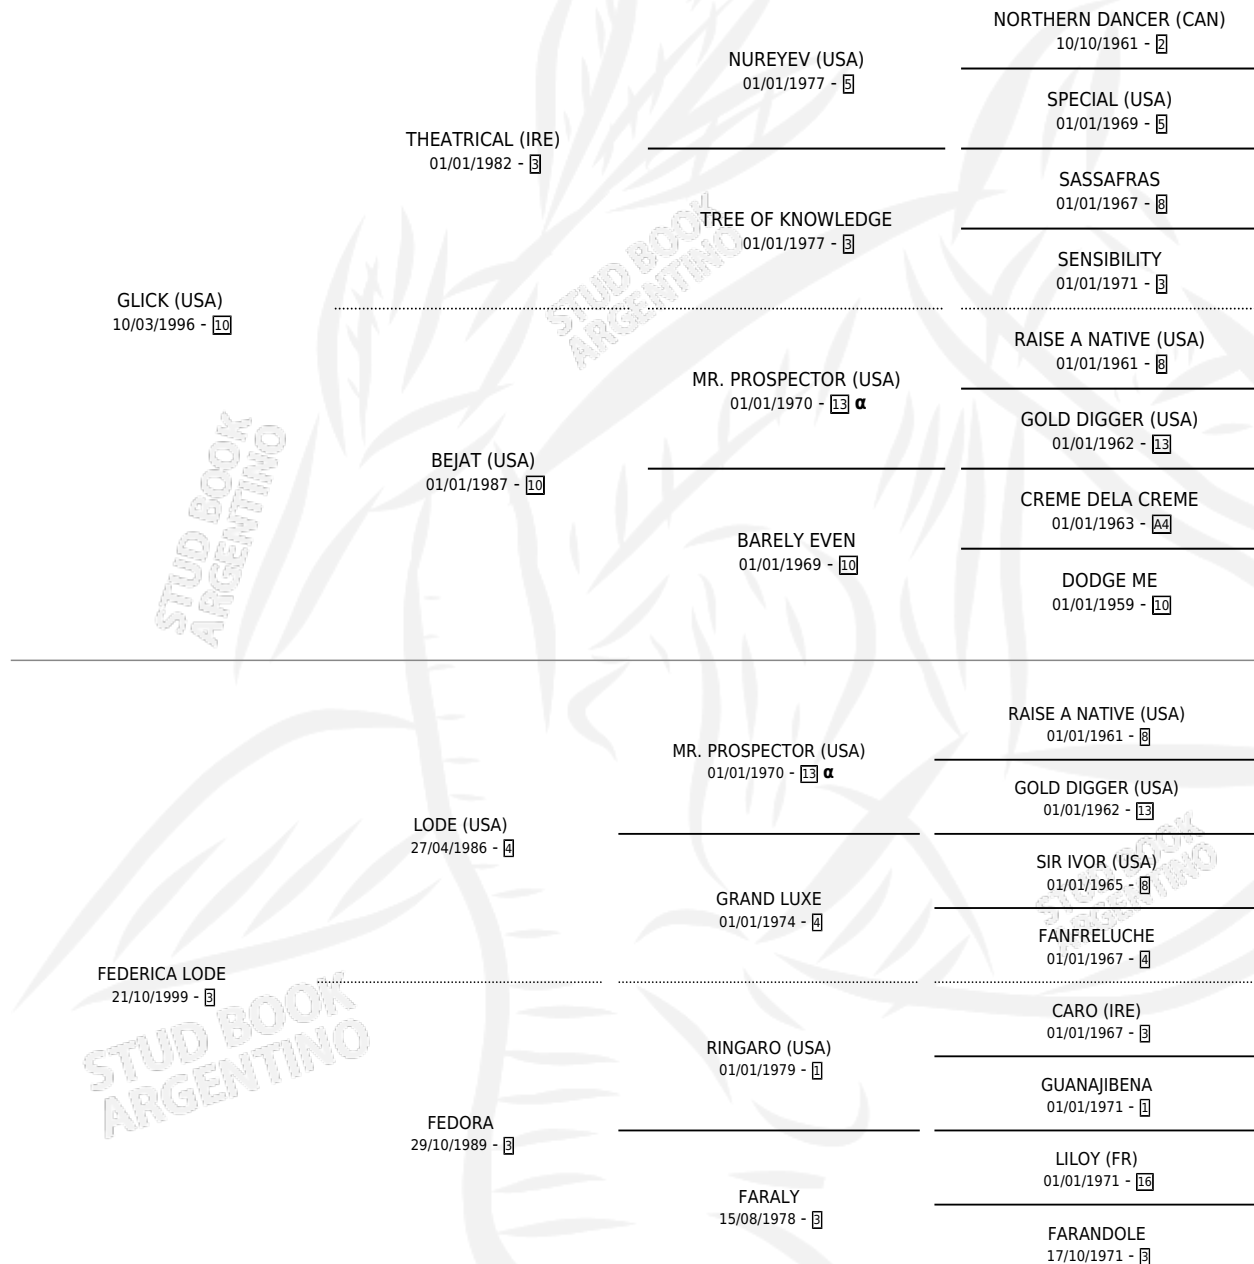 NORTHERN DANCER (CAN)
10/10/1961 - 2
NUREYEV (USA)
01/01/1977 - 5
SPECIAL (USA)
01/01/1969 - 5
THEATRICAL (IRE)
01/01/1982 - 3
SASSAFRAS
01/01/1967 - 8
TREE OF KNOWLEDGE
01/01/1977 - 3
SENSIBILITY
01/01/1971 - 3
GLICK (USA)
10/03/1996 - 10
RAISE A NATIVE (USA)
01/01/1961 - 8
MR. PROSPECTOR (USA)
01/01/1970 - 13 α
GOLD DIGGER (USA)
01/01/1962 - 13
BEJAT (USA)
01/01/1987 - 10
CREME DELA CREME
01/01/1963 - A4
BARELY EVEN
01/01/1969 - 10
DODGE ME
01/01/1959 - 10
RAISE A NATIVE (USA)
01/01/1961 - 8
MR. PROSPECTOR (USA)
01/01/1970 - 13 α
GOLD DIGGER (USA)
01/01/1962 - 13
LODE (USA)
27/04/1986 - 4
SIR IVOR (USA)
01/01/1965 - 8
GRAND LUXE
01/01/1974 - 4
FANFRELUCHE
01/01/1967 - 4
FEDERICA LODE
21/10/1999 - 3
CARO (IRE)
01/01/1967 - 3
RINGARO (USA)
01/01/1979 - 1
GUANAJIBENA
01/01/1971 - 1
FEDORA
29/10/1989 - 3
LILOY (FR)
01/01/1971 - 16
FARALY
15/08/1978 - 3
FARANDOLE
17/10/1971 - 3
STUD BOOK
ARGENTINO
STUD BOOK
ARGENTINO
STUD BOOK
ARGENTINO
STUD BOOK
ARGENTINO